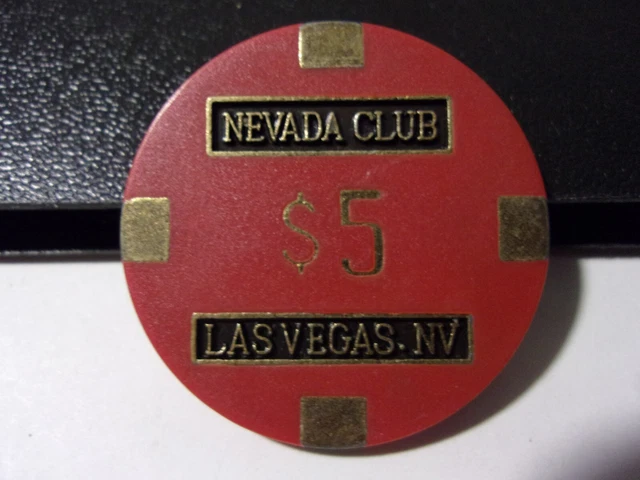 NEVADA CLUB
$5
LAS VEGAS. NV